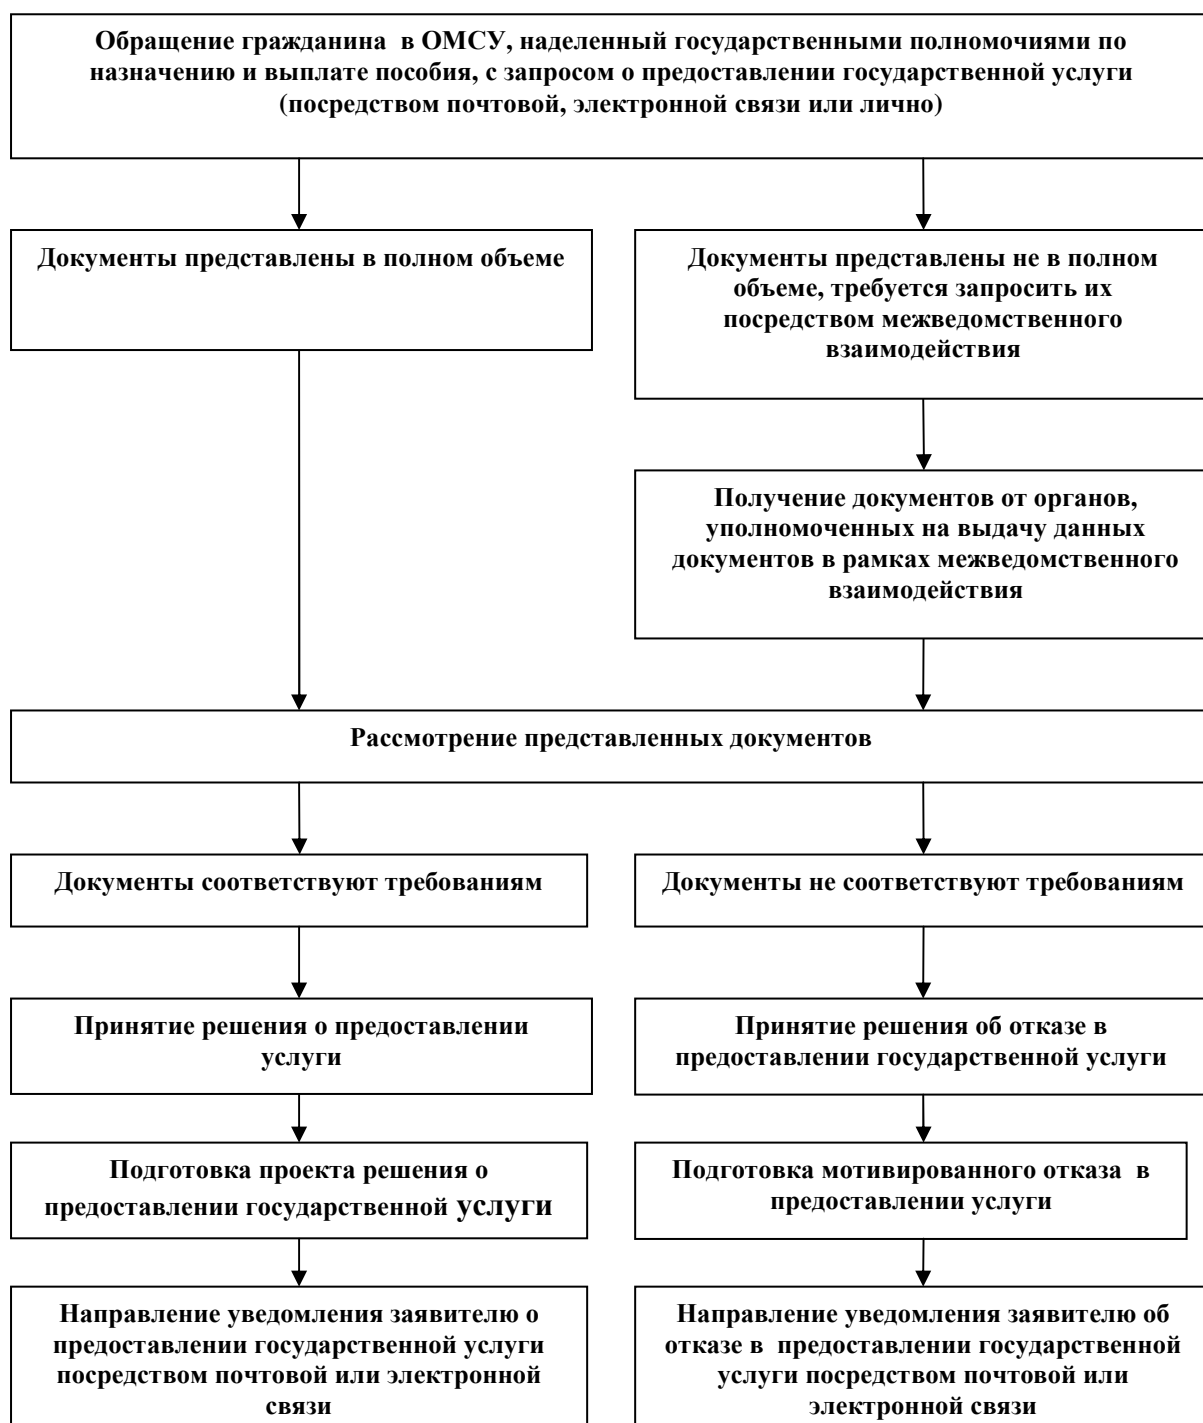 Обращение гражданина  в ОМСУ, наделенный государственными полномочиями по
назначению и выплате пособия, с запросом о предоставлении государственной услуги
(посредством почтовой, электронной связи или лично)
Документы представлены в полном объеме
Документы представлены не в полном
объеме, требуется запросить их
посредством межведомственного
взаимодействия
Получение документов от органов,
уполномоченных на выдачу данных
документов в рамках межведомственного
взаимодействия
Рассмотрение представленных документов
Документы соответствуют требованиям
Документы не соответствуют требованиям
Принятие решения о предоставлении
услуги
Принятие решения об отказе в
предоставлении государственной услуги
Подготовка проекта решения о
предоставлении государственной услуги
Подготовка мотивированного отказа  в
предоставлении услуги
Направление уведомления заявителю о
предоставлении государственной услуги
посредством почтовой или электронной
связи
Направление уведомления заявителю об
отказе в  предоставлении государственной
услуги посредством почтовой или
электронной связи